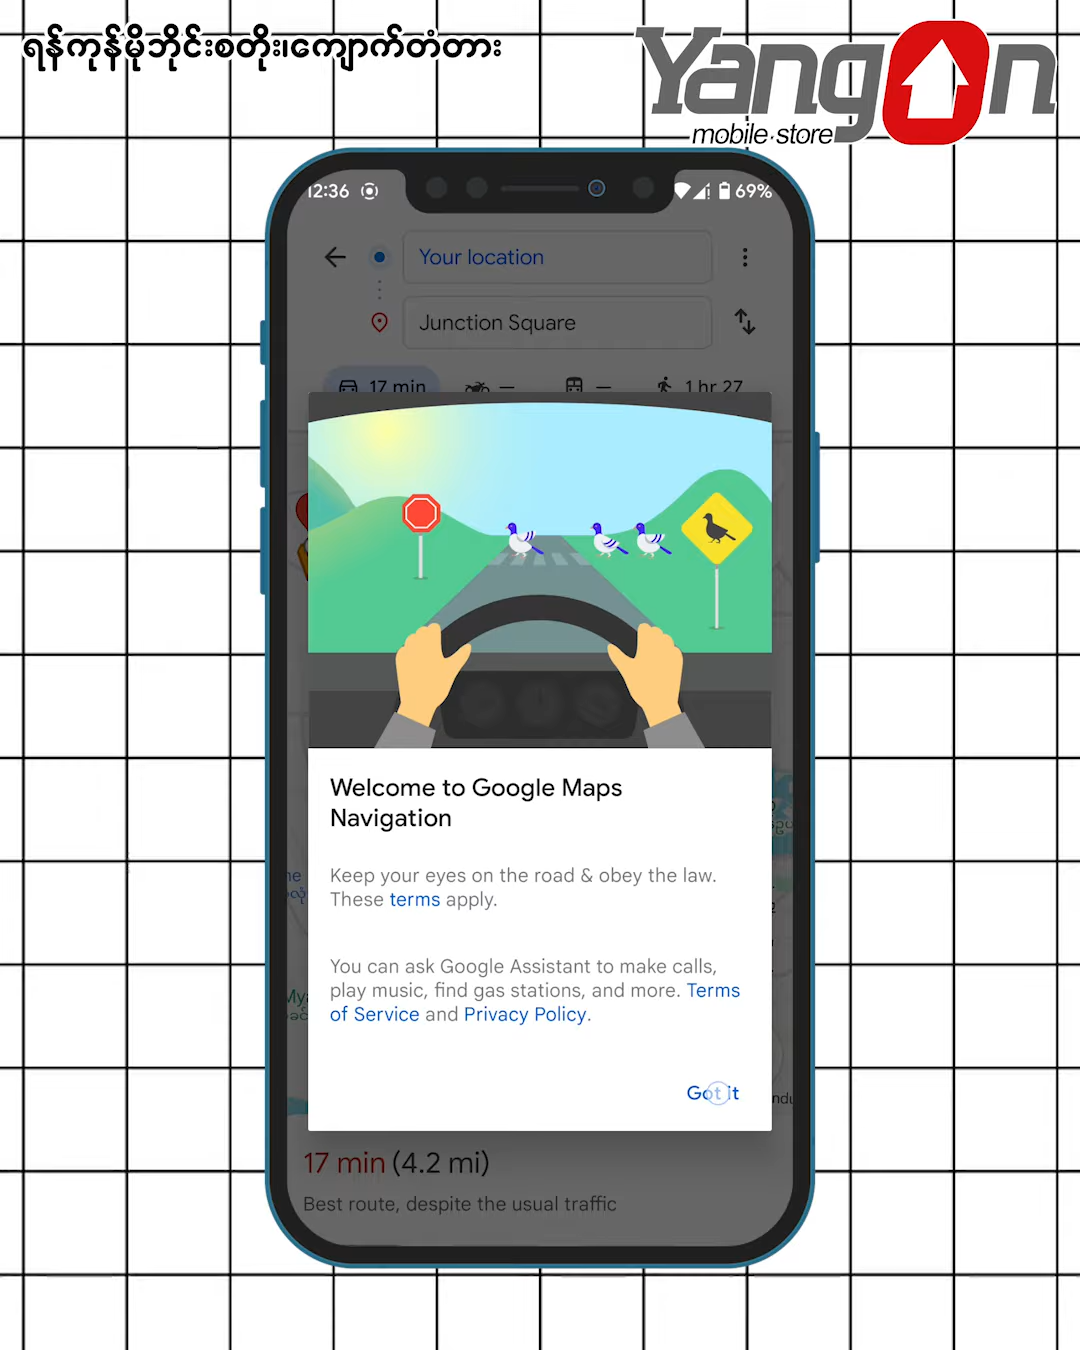 ရန်ကုန်မိုဘိုင်းစတိုး၊ကျောက်တံတား
YangOn
mobile·store
12:36
69%
Your location
Junction Square
17 min
1 hr 27
Welcome to Google Maps
Navigation
Keep your eyes on the road & obey the law.
These terms apply.
You can ask Google Assistant to make calls,
play music, find gas stations, and more. Terms
of Service and Privacy Policy.
Got it
17 min (4.2 mi)
Best route, despite the usual traffic